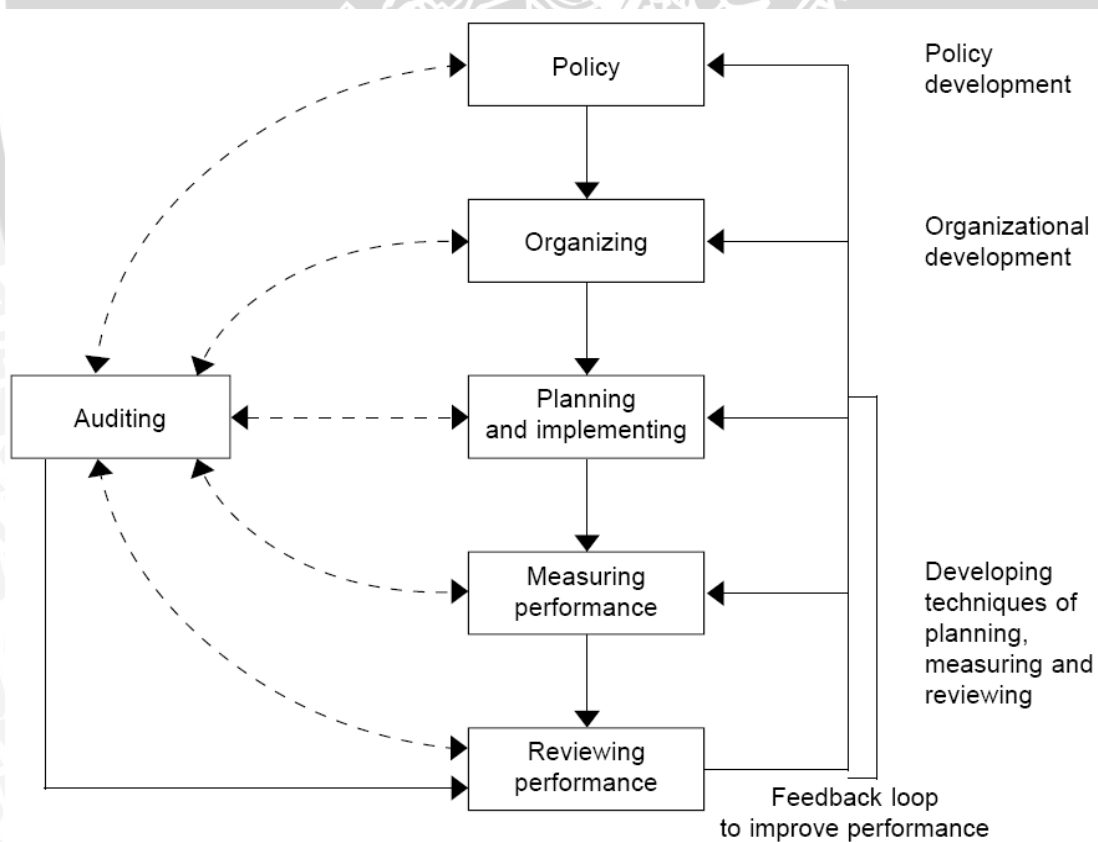 Policy
Policy
development
Organizing
Organizational
development
Auditing
Planning
and implementing
Measuring
performance
Developing
techniques of
planning,
measuring and
reviewing
Reviewing
performance
Feedback loop
to improve performance